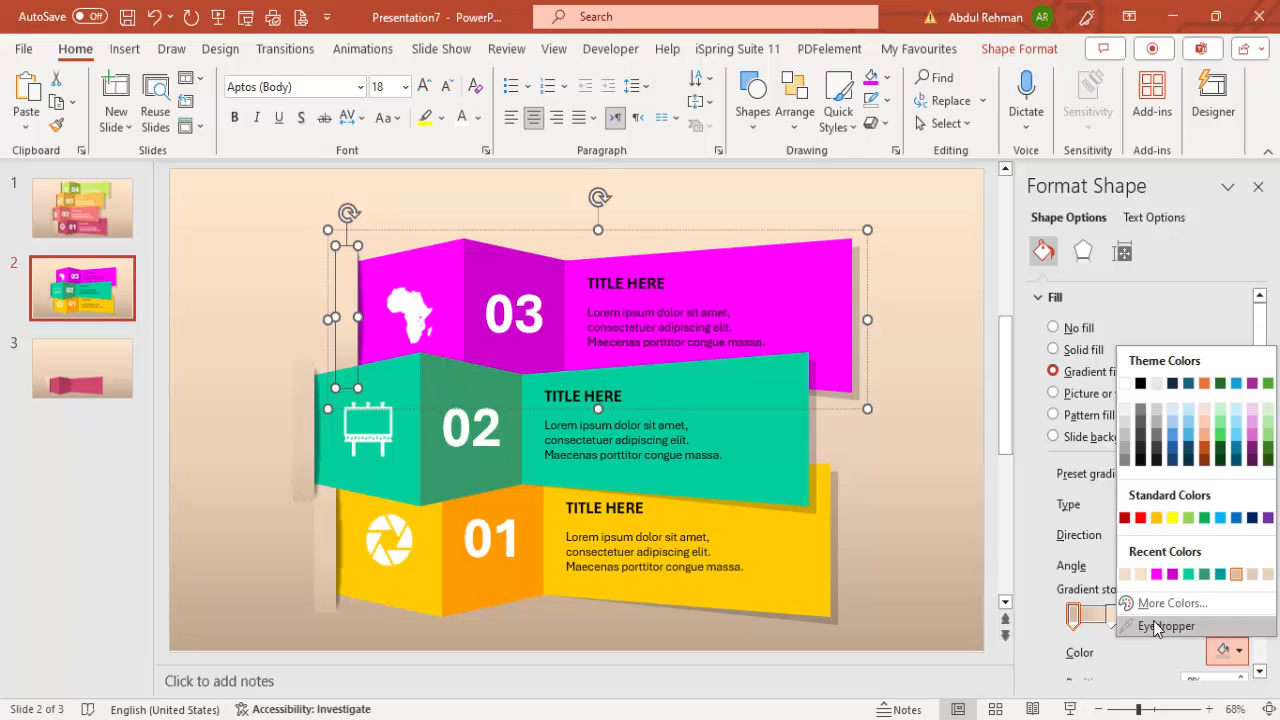 AutoSave Off Presentation7 - PowerP... Search Abdul Rehman AR
File Home Insert Draw Design Transitions Animations Slide Show Review View Developer Help iSpring Suite 11 PDFelement My Favourites Shape Format
Aptos (Body) 18
Paste
New Slide
Reuse Slides
Shapes
Arrange
Quick Styles
Find
Replace
Select
Dictate
Sensitivity
Add-ins
Designer
Clipboard Slides Font Paragraph Drawing Editing Voice Sensitivity Add-ins
1
2
3
03
TITLE HERE
Lorem ipsum dolor sit amet,
consectetuer adipiscing elit.
Maecenas porttitor congue massa.
02
TITLE HERE
Lorem ipsum dolor sit amet,
consectetuer adipiscing elit.
Maecenas porttitor congue massa.
01
TITLE HERE
Lorem ipsum dolor sit amet,
consectetuer adipiscing elit.
Maecenas porttitor congue massa.
Format Shape
Shape Options Text Options
Fill
No fill
Solid fill
Gradient fi
Picture or
Pattern fill
Slide back
Preset gradi
Type
Direction
Angle
Gradient sto
Color
Theme Colors
Standard Colors
Recent Colors
More Colors...
Eyedropper
Click to add notes
Slide 2 of 3 English (United States) Accessibility: Investigate Notes 68%